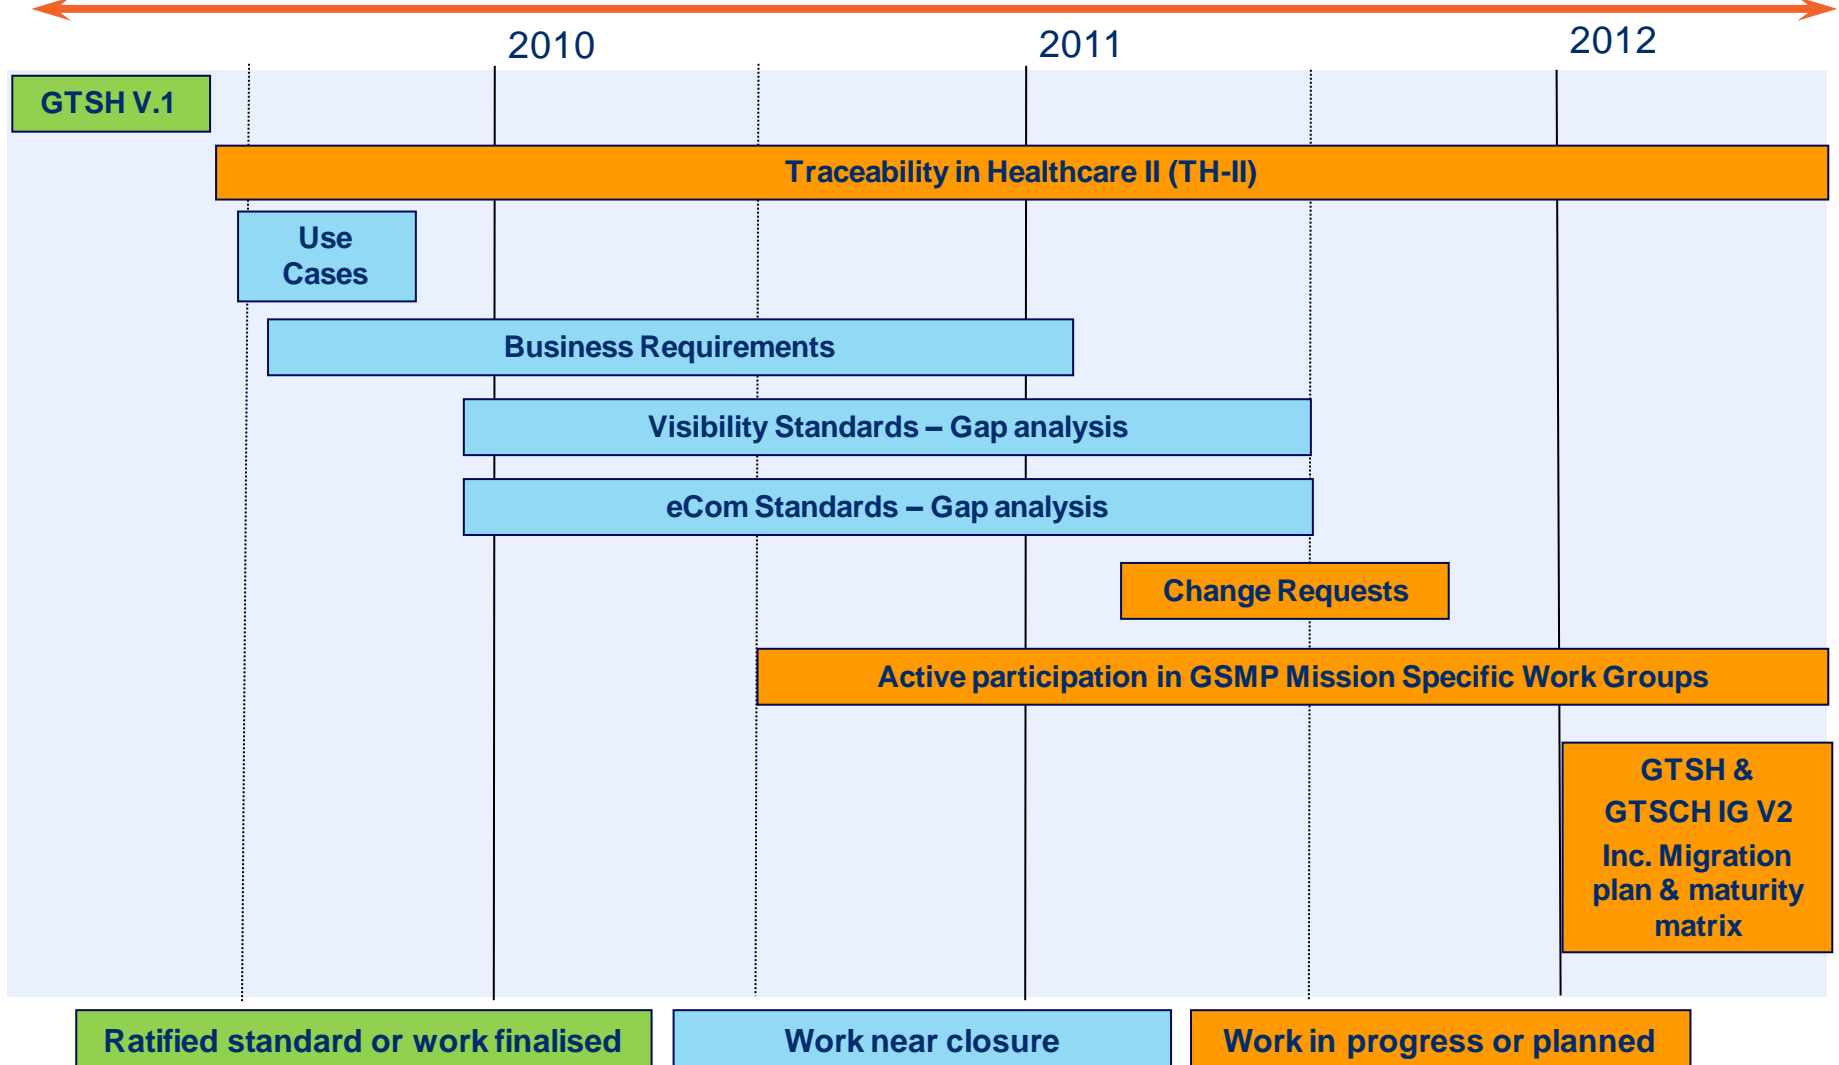 2010
2011
2012
GTSH V.1
Traceability in Healthcare II (TH-II)
Use
Cases
Business Requirements
Visibility Standards – Gap analysis
eCom Standards – Gap analysis
Change Requests
Active participation in GSMP Mission Specific Work Groups
GTSH &
GTSCH IG V2
Inc. Migration
plan & maturity
matrix
Ratified standard or work finalised
Work near closure
Work in progress or planned